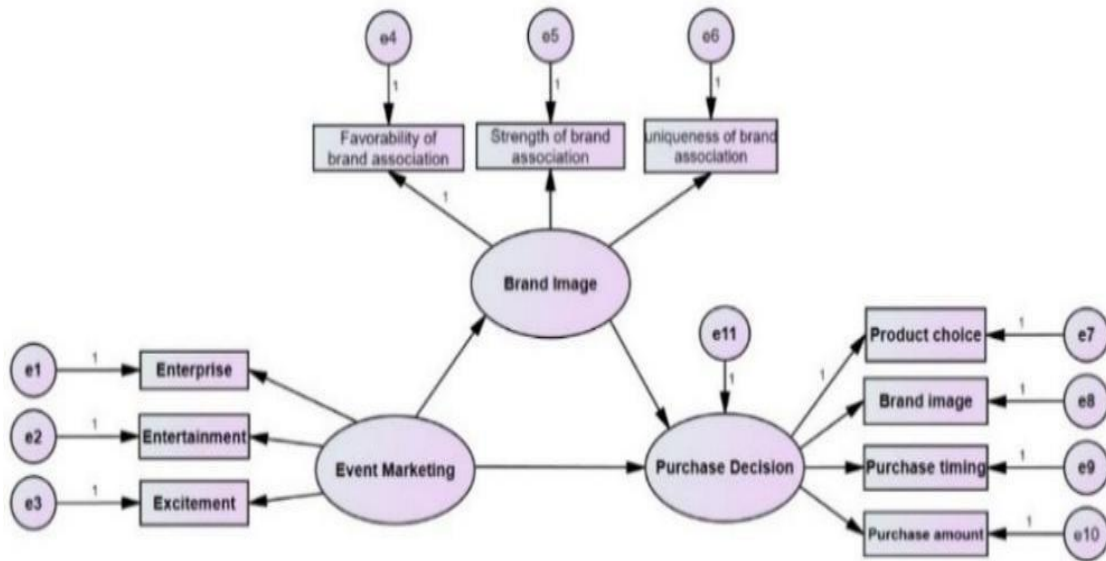 e4
e5
e6
1
1
1
Favorability of
brand association
Strength of brand
association
uniqueness of brand
association
1
Brand Image
e11
1
e1
1
Enterprise
e2
1
Entertainment
e3
1
Excitement
Event Marketing
Purchase Decision
1
Product choice
1
e7
Brand image
1
e8
Purchase timing
1
e9
Purchase amount
1
e10